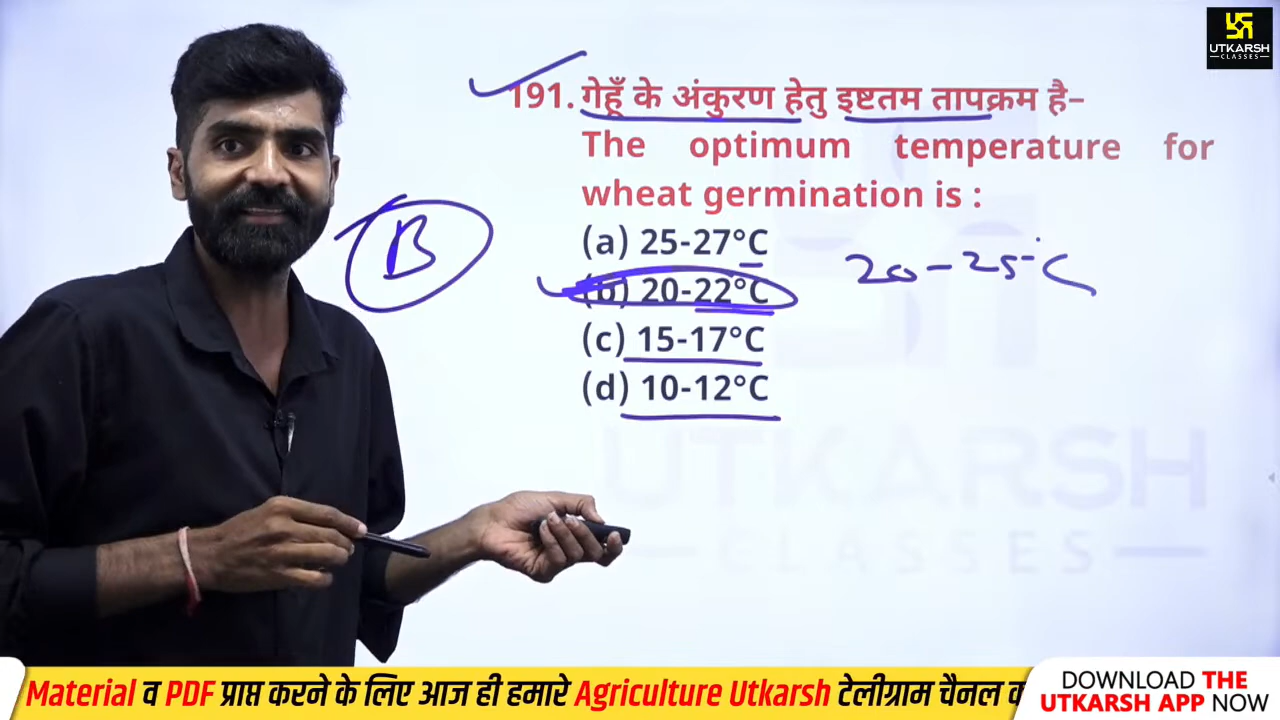 UTKARSH
CLASSES
191. गेहूँ के अंकुरण हेतु इष्टतम तापक्रम है–
The optimum temperature for
wheat germination is :
(a) 25-27°C
(b) 20-22°C
(c) 15-17°C
(d) 10-12°C
B
20-25°C
UTKARSH
CLASSES
Material व PDF प्राप्त करने के लिए आज ही हमारे Agriculture Utkarsh टेलीग्राम चैनल
DOWNLOAD THE
UTKARSH APP NOW